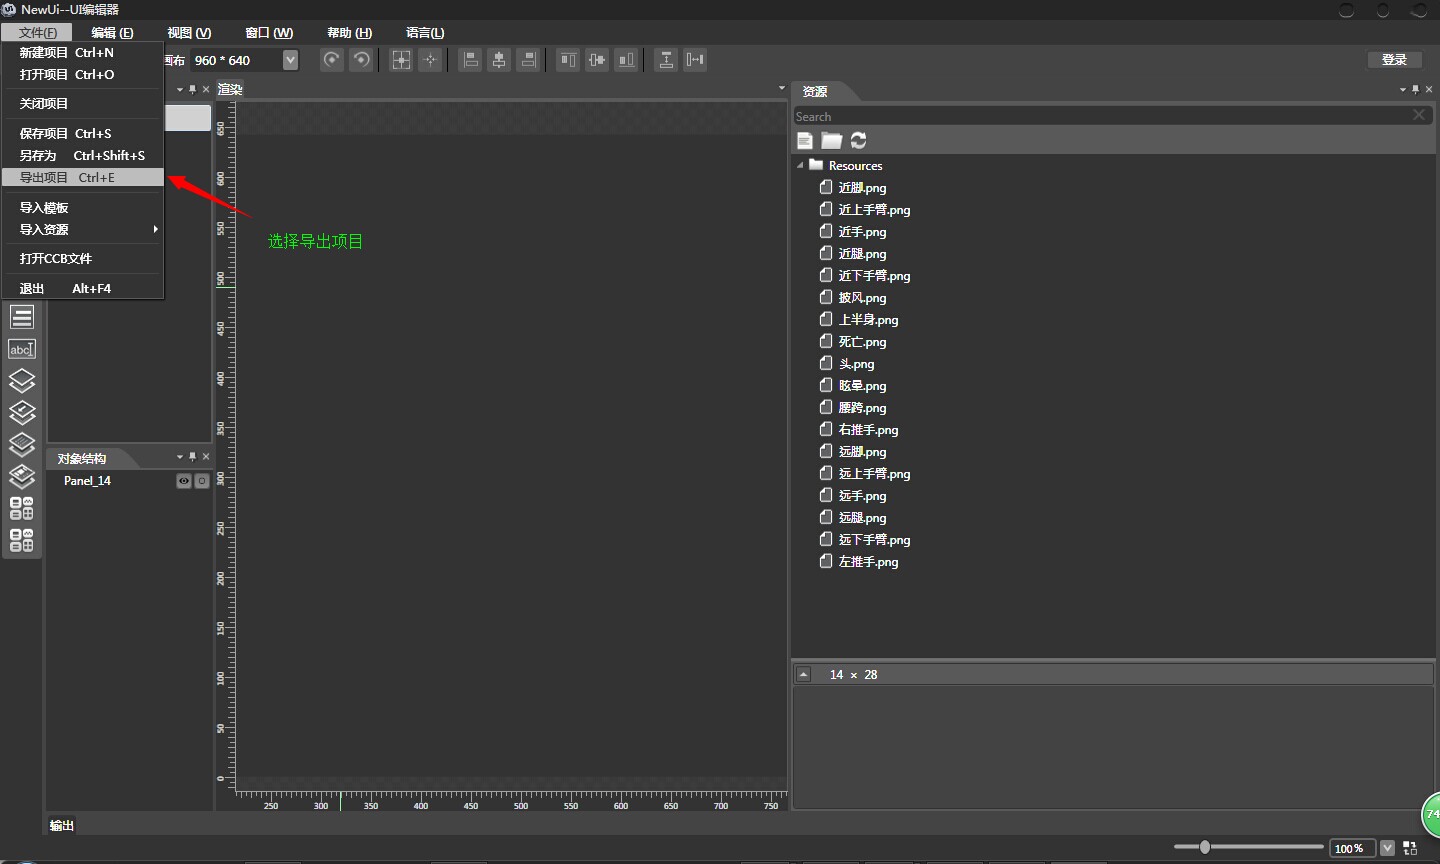 NewUi--UI编辑器
文件(F) 编辑 (E) 视图 (V) 窗口 (W) 帮助 (H) 语言(L)
画布 960 * 640 登录
新建项目 Ctrl+N
打开项目 Ctrl+O
关闭项目
保存项目 Ctrl+S
另存为 Ctrl+Shift+S
导出项目 Ctrl+E
导入模板
导入资源
打开CCB文件
退出 Alt+F4
选择导出项目
渲染
650
600
550
500
450
400
350
300
250
200
150
100
50
0
250 300 350 400 450 500 550 600 650 700 750
abc
对象结构
Panel_14
输出
资源
Search
Resources
近脚.png
近上手臂.png
近手.png
近腿.png
近下手臂.png
披风.png
上半身.png
死亡.png
头.png
眩晕.png
腰跨.png
右推手.png
远脚.png
远上手臂.png
远手.png
远腿.png
远下手臂.png
左推手.png
14 × 28
74
100%